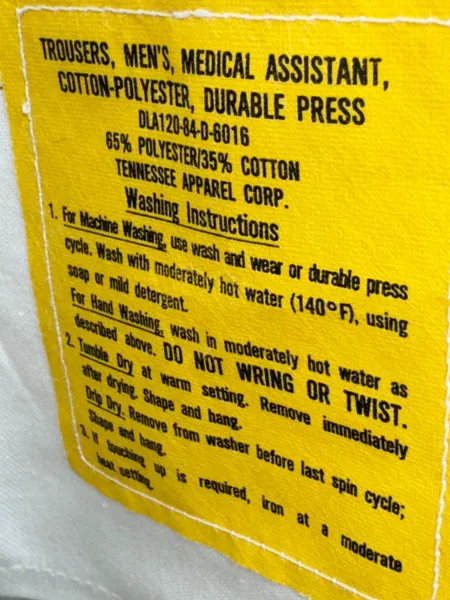 TROUSERS, MEN'S, MEDICAL ASSISTANT,
COTTON-POLYESTER, DURABLE PRESS
DLA120-84-D-6016
65% POLYESTER/35% COTTON
TENNESSEE APPAREL CORP.
Washing Instructions
1. For Machine Washing, use wash and wear or durable press
cycle. Wash with moderately hot water (140°F), using
soap or mild detergent.
For Hand Washing, wash in moderately hot water as
described above. DO NOT WRING OR TWIST.
2. Tumble Dry at warm setting. Remove immediately
after drying. Shape and hang.
Drip Dry. Remove from washer before last spin cycle;
Shape and hang.
3. If touching up is required, iron at a moderate
heat setting.